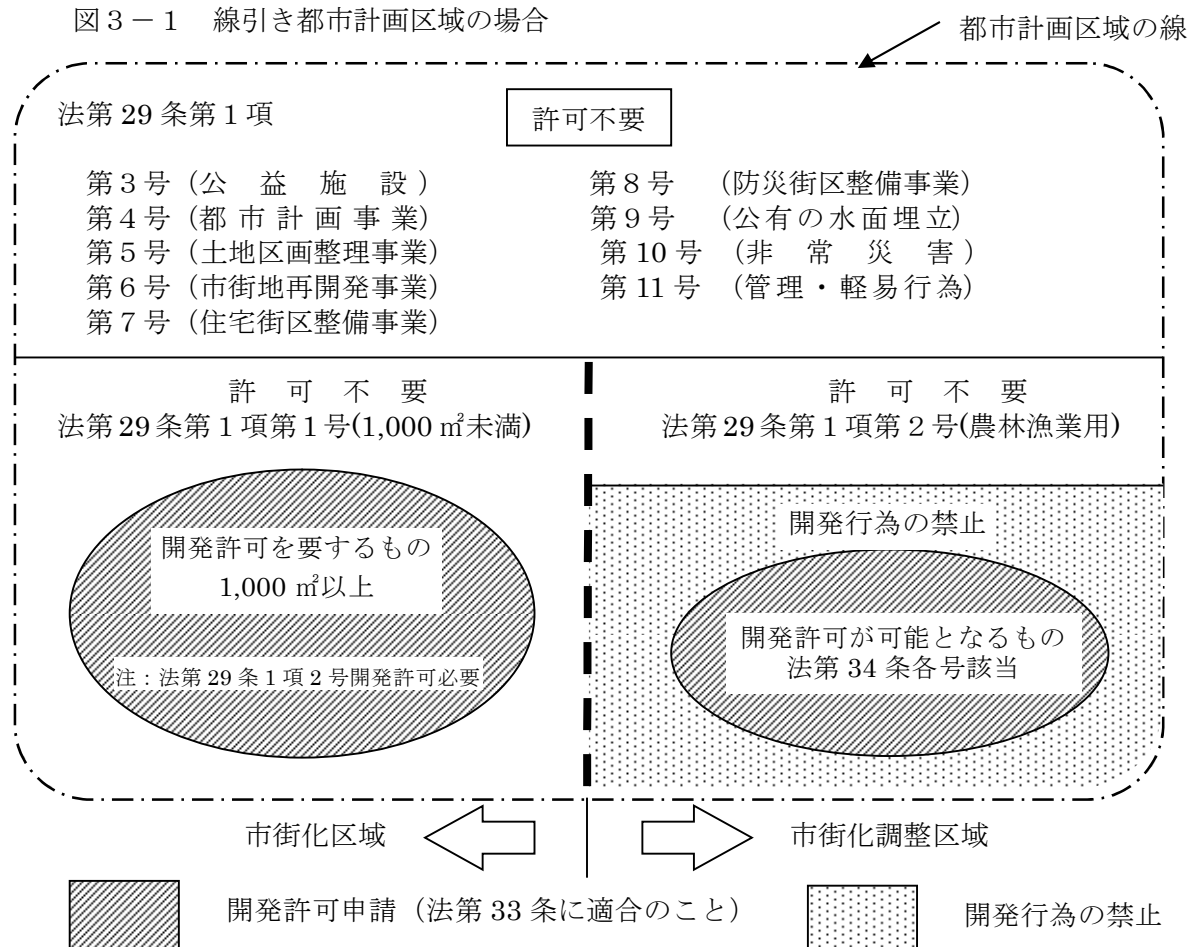 図３－１ 線引き都市計画区域の場合
都市計画区域の線
法第 29 条第１項
許可不要
第３号（公益施設）
第４号（都市計画事業）
第５号（土地区画整理事業）
第６号（市街地再開発事業）
第７号（住宅街区整備事業）
第８号 （防災街区整備事業）
第９号 （公有の水面埋立）
第 10 号 （非常災害）
第 11 号 （管理・軽易行為）
許可不要
法第 29 条第１項第１号(1,000 ㎡未満)
開発許可を要するもの
1,000 ㎡以上
注：法第 29 条１項２号開発許可必要
許可不要
法第 29 条第１項第２号(農林漁業用)
開発行為の禁止
開発許可が可能となるもの
法第 34 条各号該当
市街化区域
市街化調整区域
開発許可申請（法第 33 条に適合のこと）
開発行為の禁止